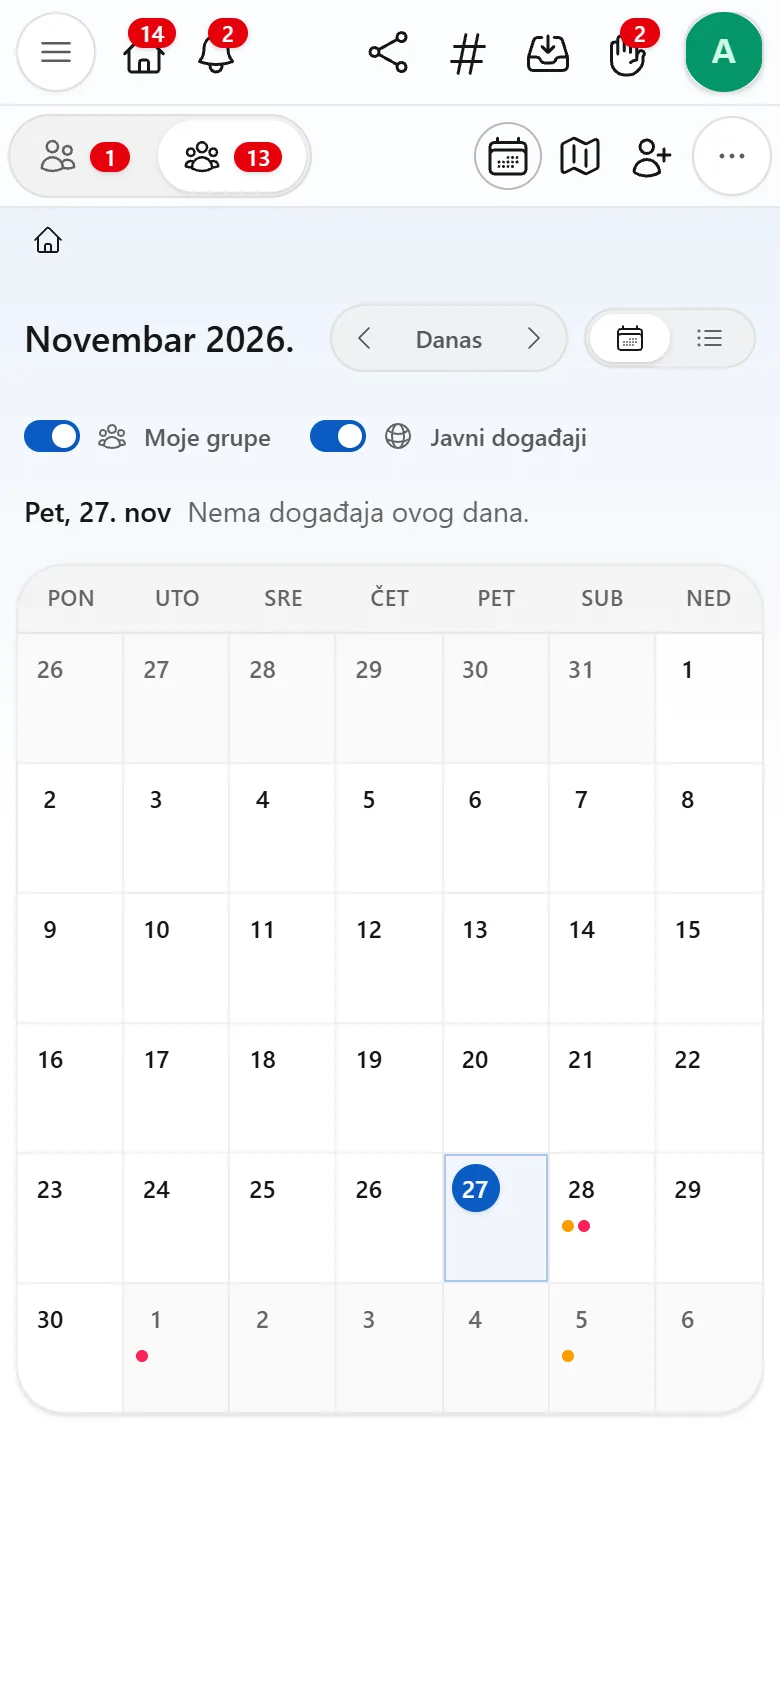 14 2 2 A
1 13
Novembar 2026. Danas
Moje grupe Javni događaji
Pet, 27. nov Nema događaja ovog dana.
PON UTO SRE ČET PET SUB NED
26 27 28 29 30 31 1
2 3 4 5 6 7 8
9 10 11 12 13 14 15
16 17 18 19 20 21 22
23 24 25 26 27 28 29
30 1 2 3 4 5 6